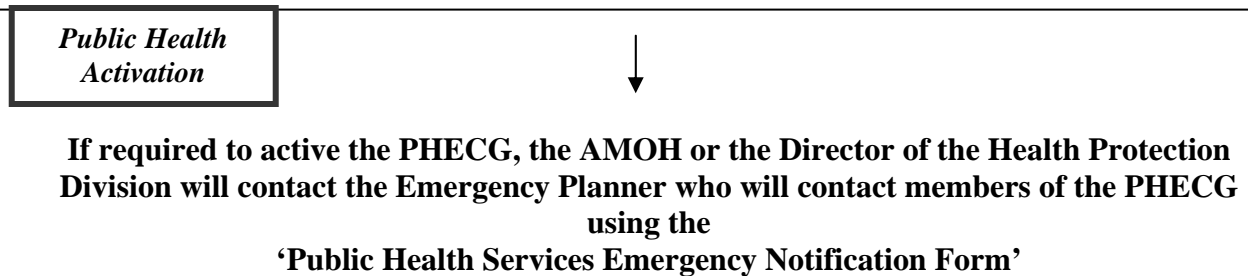 Public Health
Activation
If required to active the PHECG, the AMOH or the Director of the Health Protection
Division will contact the Emergency Planner who will contact members of the PHECG
using the
‘Public Health Services Emergency Notification Form’